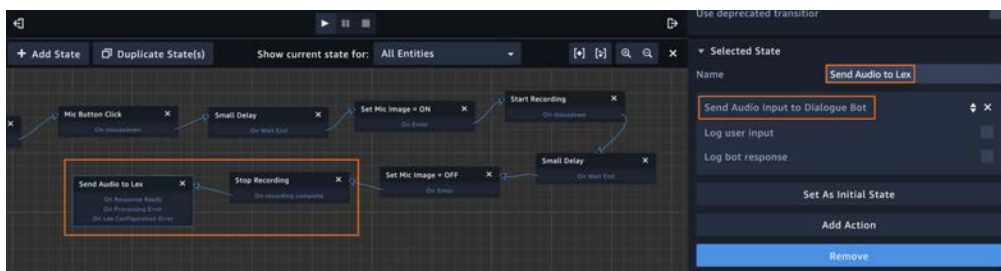 Use deprecated transitior
+ Add State
Duplicate State(s)
Show current state for:
All Entities
Selected State
Name
Send Audio to Lex
Send Audio Input to Dialogue Bot
Log user input
Log bot response
Set As Initial State
Add Action
Remove
Mic Button Click
On mousedown
Small Delay
On Wait End
Set Mic Image = ON
On Enter
Start Recording
On mousedown
Small Delay
On Wait End
Set Mic Image = OFF
On Enter
Stop Recording
On recording complete
Send Audio to Lex
On Response Ready
On Processing Error
On Lex Configuration Error